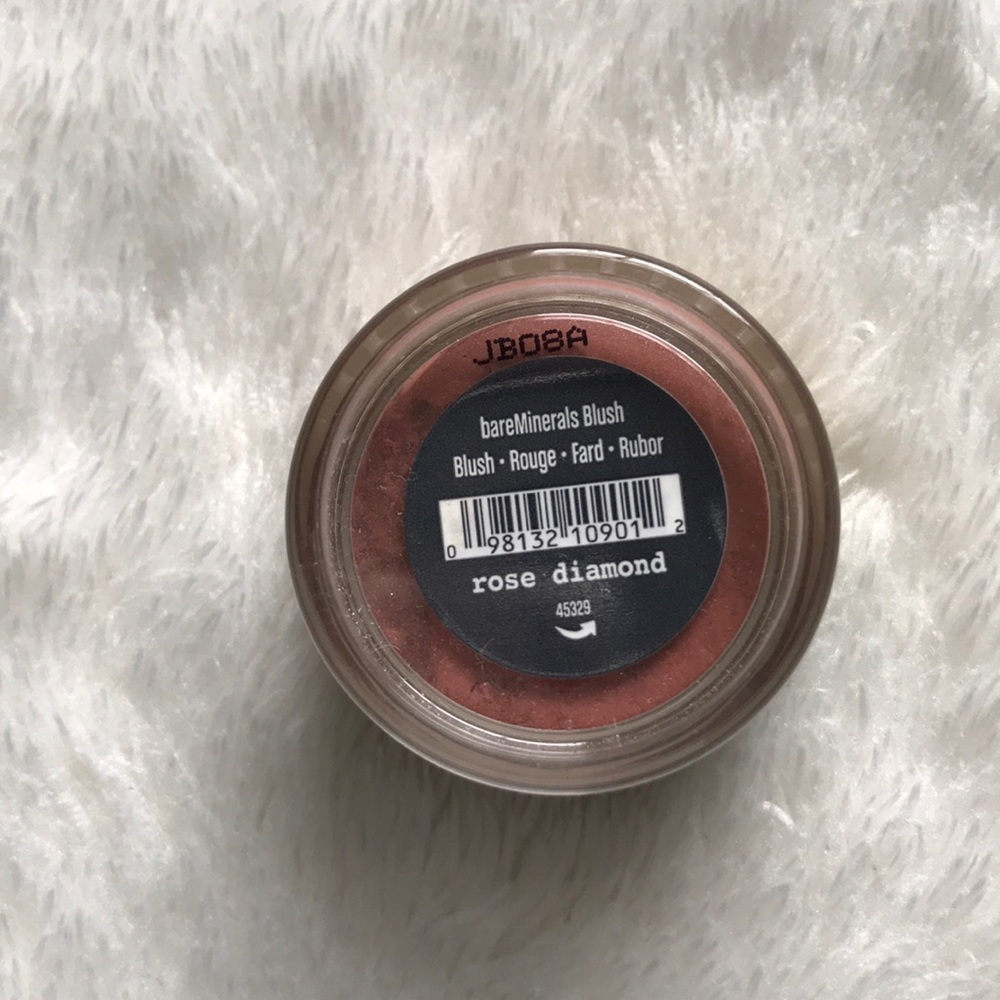 JB08A
bareMinerals Blush
Blush • Rouge • Fard • Rubor
0 98132 10901 2
rose diamond
45329